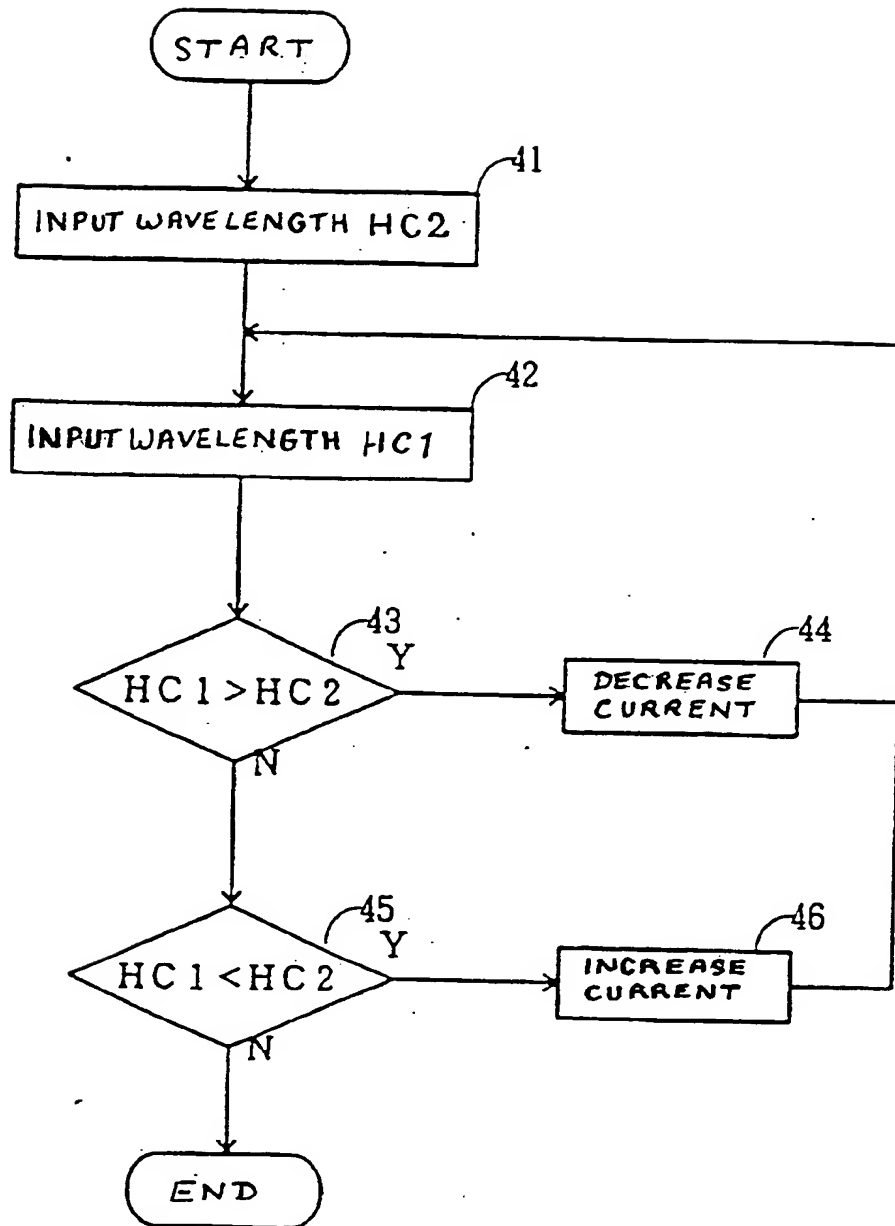 START
41
INPUT WAVELENGTH HC2
42
INPUT WAVELENGTH HC1
43
Y
HC1>HC2
N
44
DECREASE
CURRENT
45
Y
HC1<HC2
N
46
INCREASE
CURRENT
END